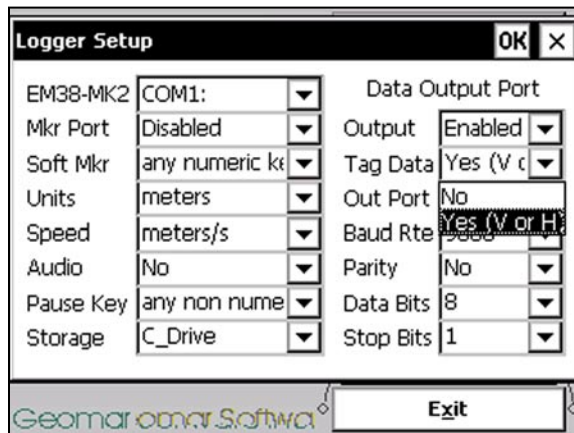 Logger Setup OK ×
EM38-MK2 COM1:
Mkr Port Disabled
Soft Mkr any numeric ke
Units meters
Speed meters/s
Audio No
Pause Key any non nume
Storage C_Drive
Data Output Port
Output Enabled
Tag Data Yes (V o
Out Port No
Yes (V or H)
Baud Rte
Parity No
Data Bits 8
Stop Bits 1
Geomar Softwa
Exit